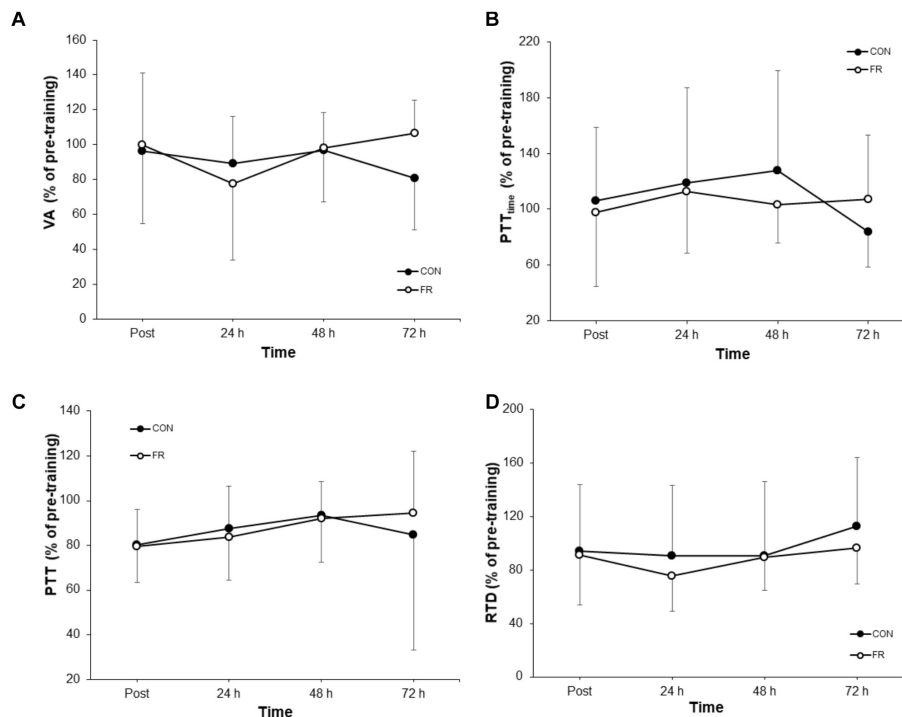 A
VA (% of pre-training)
160
140
120
100
80
60
40
20
0
CON
FR
Post 24 h 48 h 72 h
Time
B
PTTtime (% of pre-training)
220
180
140
100
60
20
CON
FR
Post 24 h 48 h 72 h
Time
C
PTT (% of pre-training)
140
120
100
80
60
40
20
CON
FR
Post 24 h 48 h 72 h
Time
D
RTD (% of pre-training)
200
160
120
80
40
0
CON
FR
Post 24 h 48 h 72 h
Time